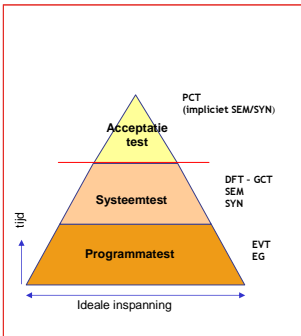 PCT
(impliciet SEM/SYN)
Acceptatie
test
DFT - GCT
SEM
SYN
Systeemtest
EVT
EG
Programmatest
tijd
Ideale inspanning